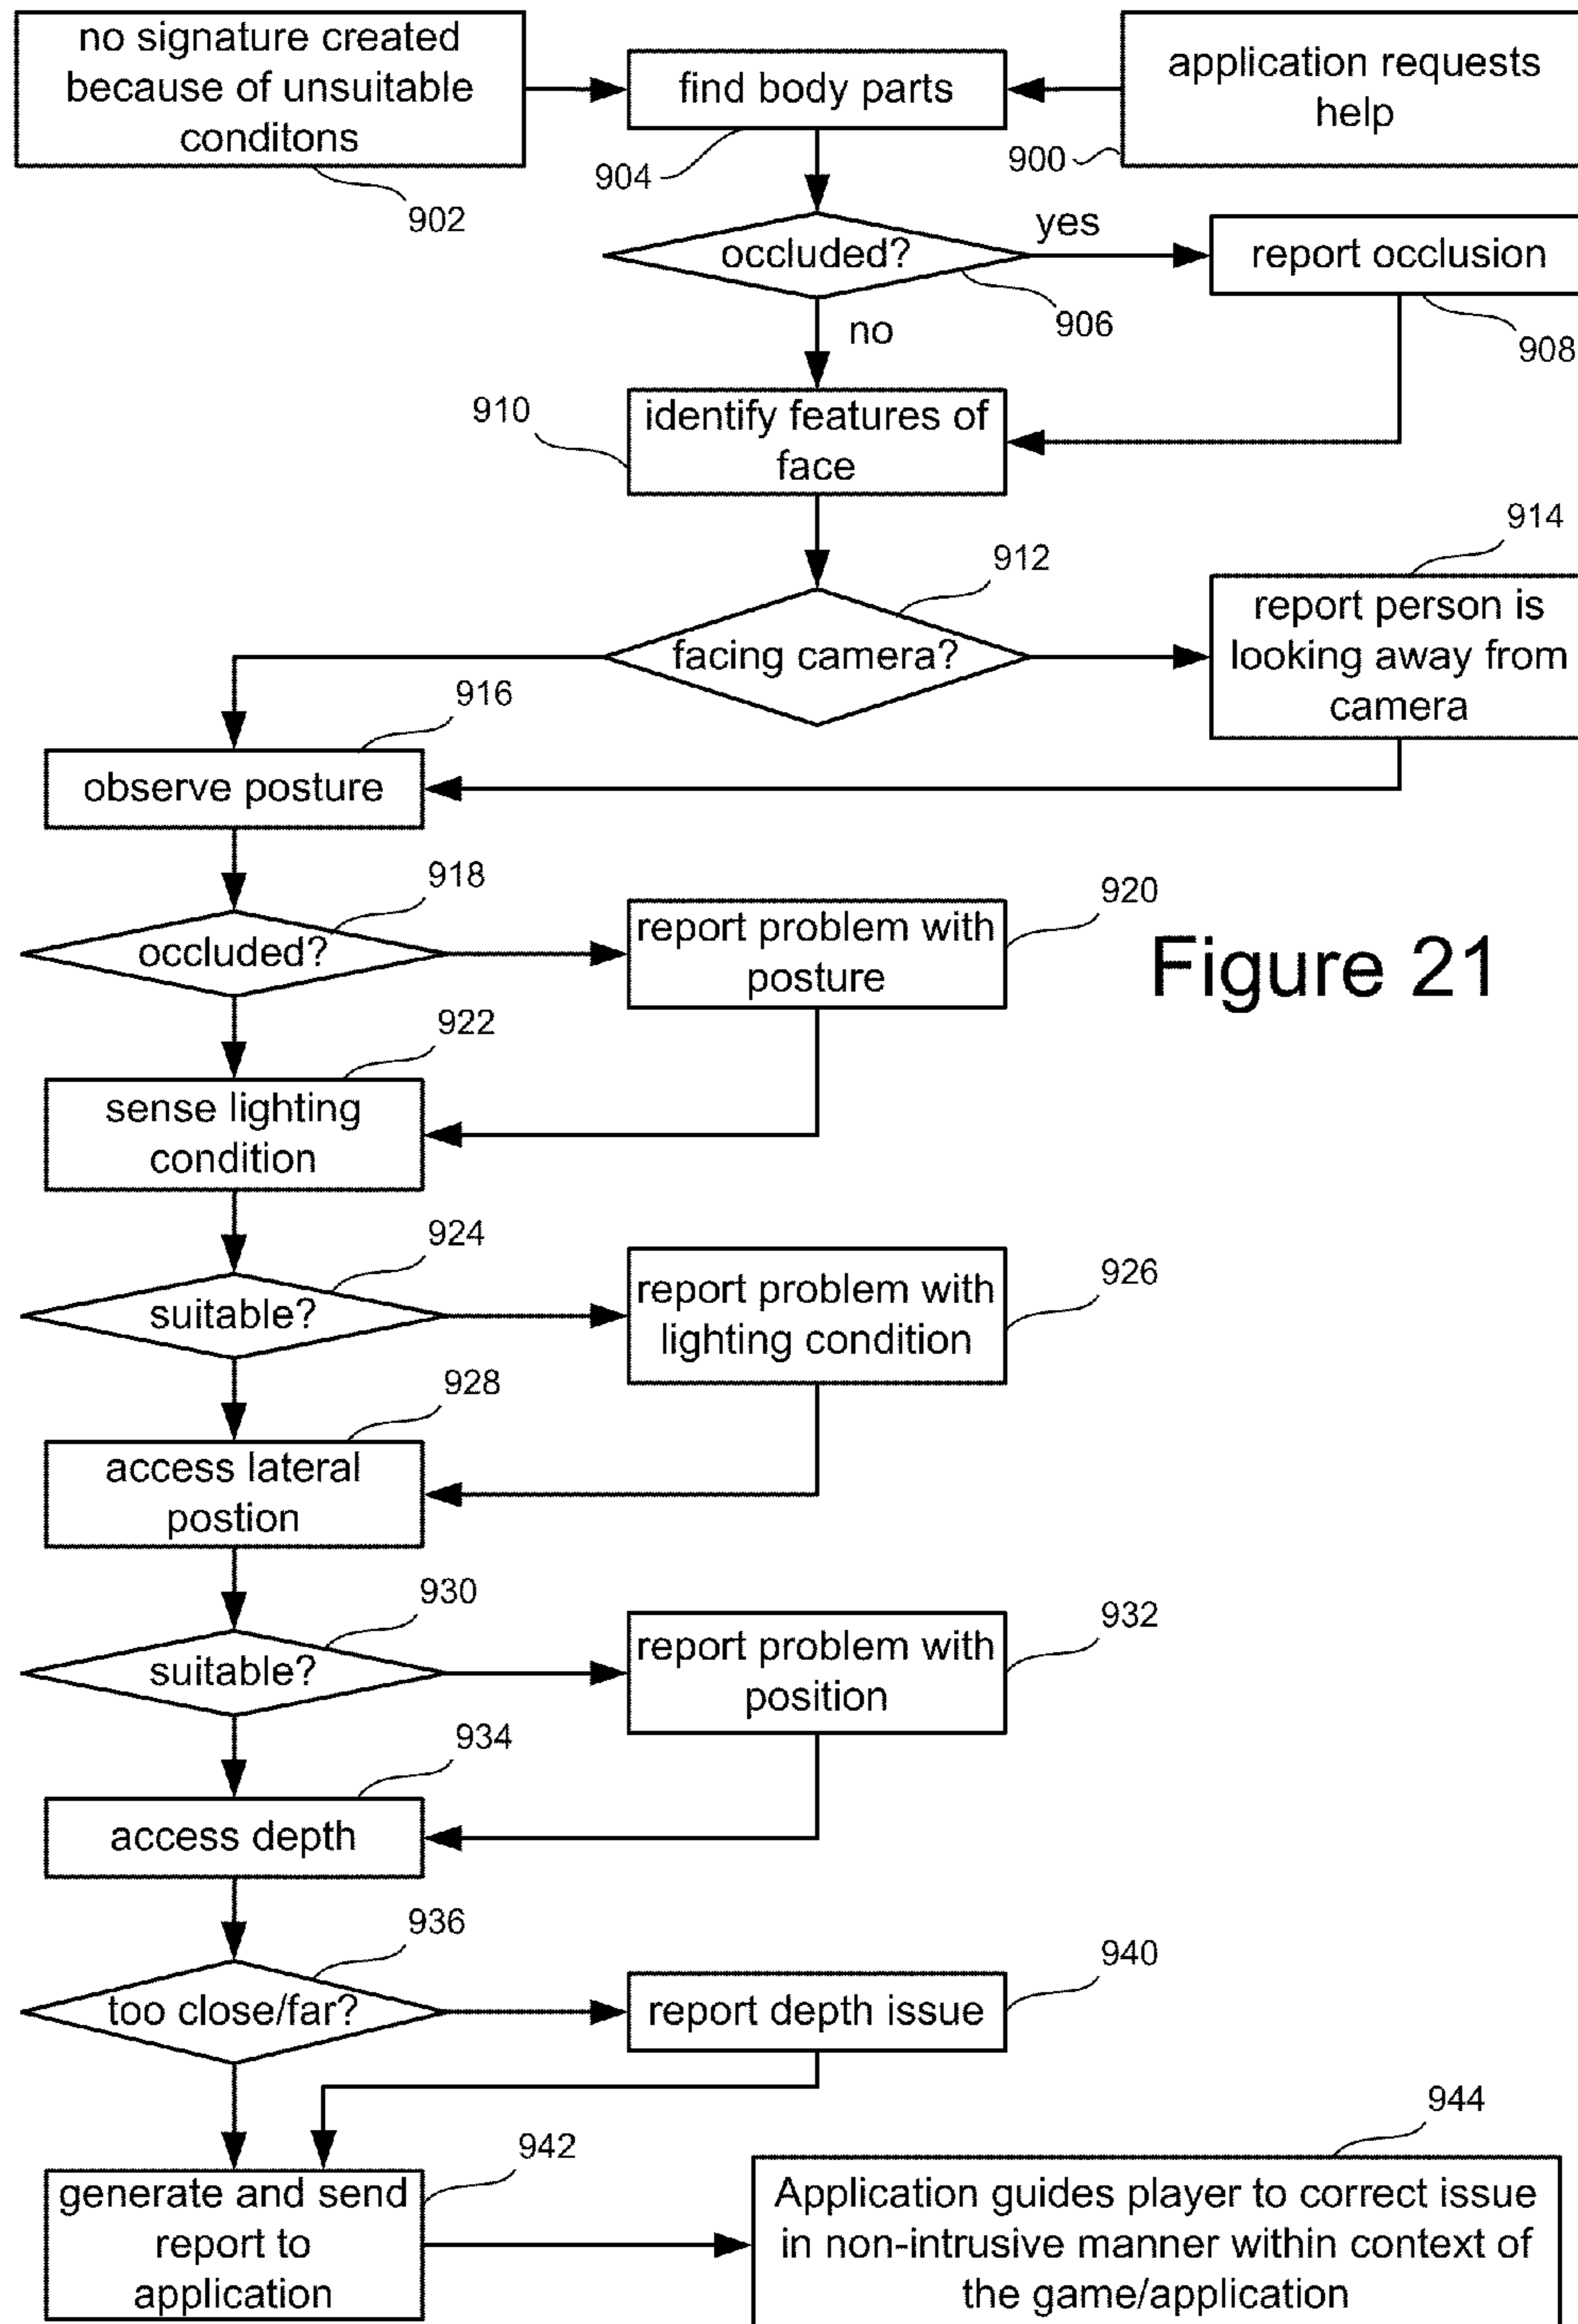 no signature created
because of unsuitable
conditons
902
find body parts
904
application requests
help
900
occluded?
906
yes
no
report occlusion
908
identify features of
face
910
facing camera?
912
report person is
looking away from
camera
914
observe posture
916
occluded?
918
report problem with
posture
920
Figure 21
sense lighting
condition
922
suitable?
924
report problem with
lighting condition
926
access lateral
postion
928
suitable?
930
report problem with
position
932
access depth
934
too close/far?
936
report depth issue
940
generate and send
report to
application
942
Application guides player to correct issue
in non-intrusive manner within context of
the game/application
944